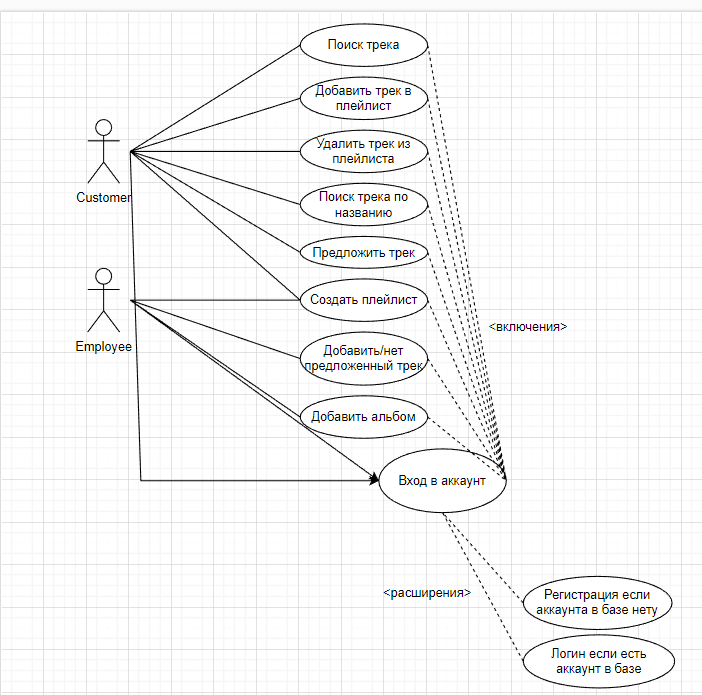 Поиск трека
Добавить трек в
плейлист
Удалить трек из
плейлиста
Customer
Поиск трека по
названию
Предложить трек
Создать плейлист
<включения>
Employee
Добавить/нет
предложенный трек
Добавить альбом
Вход в аккаунт
<расширения>
Регистрация если
аккаунта в базе нету
Логин если есть
аккаунт в базе